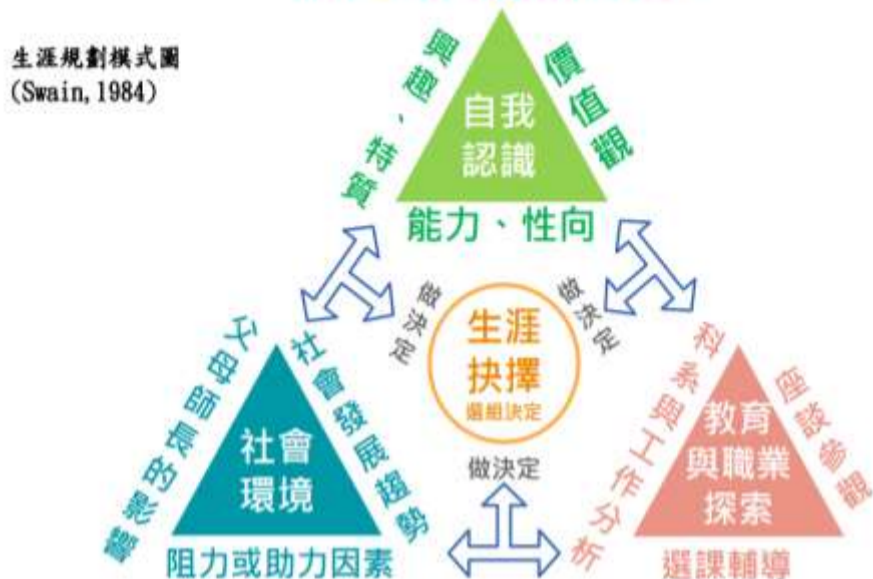 生涯規劃模式圖
(Swain,1984)
興趣、特質
價值觀
自我
認識
能力、性向
做決定
做決定
生涯
抉擇
選組決定
做決定
父母師長的影響
社會發展趨勢
社會
環境
阻力或助力因素
科系與工作分析
座談參觀
教育
與職業
探索
選課輔導